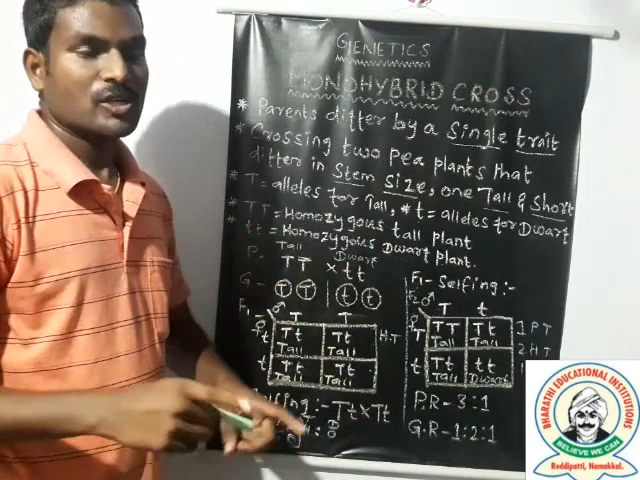 GENETICS
MONOHYBRID CROSS
* Parents differ by a single trait
* Crossing two pea plants that
differ in Stem Size, one Tall & Short
* T = alleles for Tall, * t = alleles for Dwarf
* TT = Homozygous tall plant
tt = Homozygous Dwarf plant.
Tall Dwarf
P- TT × tt
G- T T t t
F1- ♂ T T
♀
t Tt Tall Tt Tall H.T
t Tt Tall Tt Tall
Selfing:- Tt × Tt
F1- Selfing:-
F2 ♂ T t
♀
T TT Tall Tt Tall 1 P T
t Tt Tall tt Dwarf 2 H T
P.R - 3:1
G.R - 1:2:1
BHARATHI EDUCATIONAL INSTITUTIONS
BELIEVE WE CAN
Reddipatti, Namakkal.